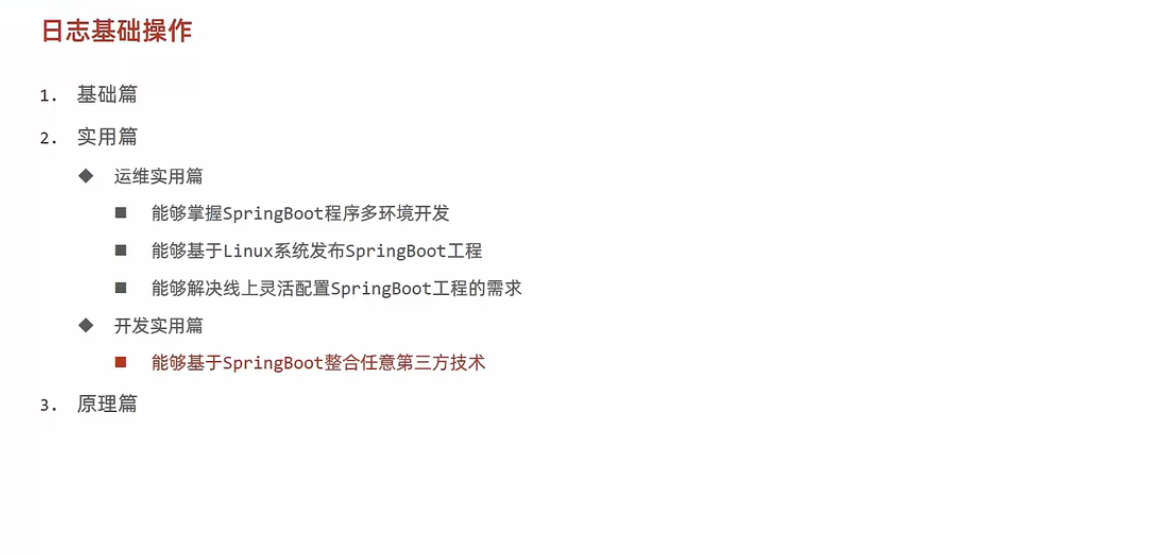 日志基础操作
1. 基础篇
2. 实用篇
◆ 运维实用篇
■ 能够掌握SpringBoot程序多环境开发
■ 能够基于Linux系统发布SpringBoot工程
■ 能够解决线上灵活配置SpringBoot工程的需求
◆ 开发实用篇
■ 能够基于SpringBoot整合任意第三方技术
3. 原理篇